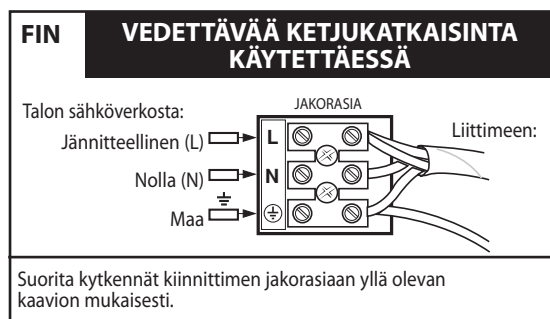 FIN
VEDETTÄVÄÄ KETJUKATKAISINTA
KÄYTETTÄESSÄ
Talon sähköverkosta:
JAKORASIA
Liittimeen:
Jännitteellinen (L)
L
Nolla (N)
N
Maa
Suorita kytkennät kiinnittimen jakorasiaan yllä olevan
kaavion mukaisesti.